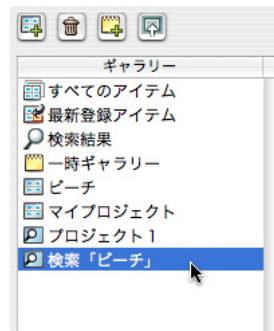 ギャラリー
すべてのアイテム
最新登録アイテム
検索結果
一時ギャラリー
ビーチ
マイプロジェクト
プロジェクト1
検索「ビーチ」